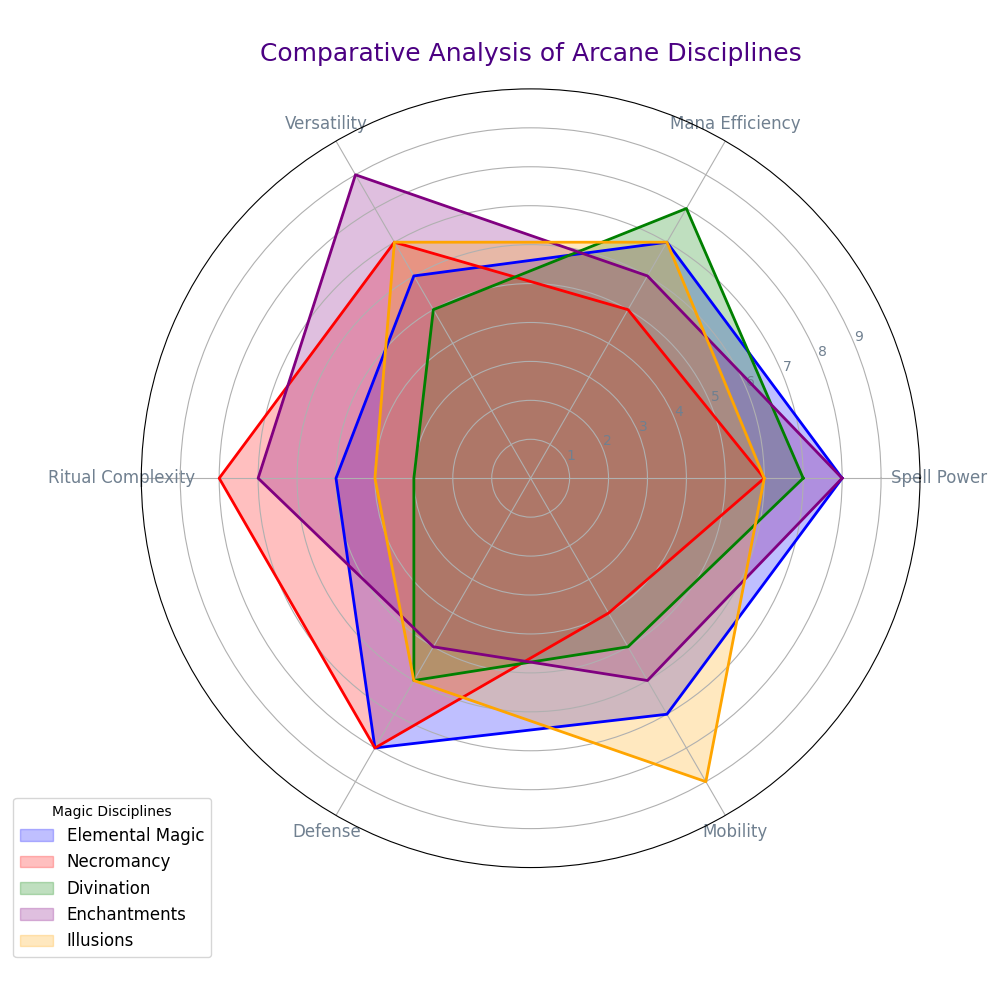 Comparative Analysis of Arcane Disciplines
Versatility
Mana Efficiency
9
8
7
6
5
4
3
2
1
Ritual Complexity
Spell Power
Defense
Mobility
Magic Disciplines
Elemental Magic
Necromancy
Divination
Enchantments
Illusions